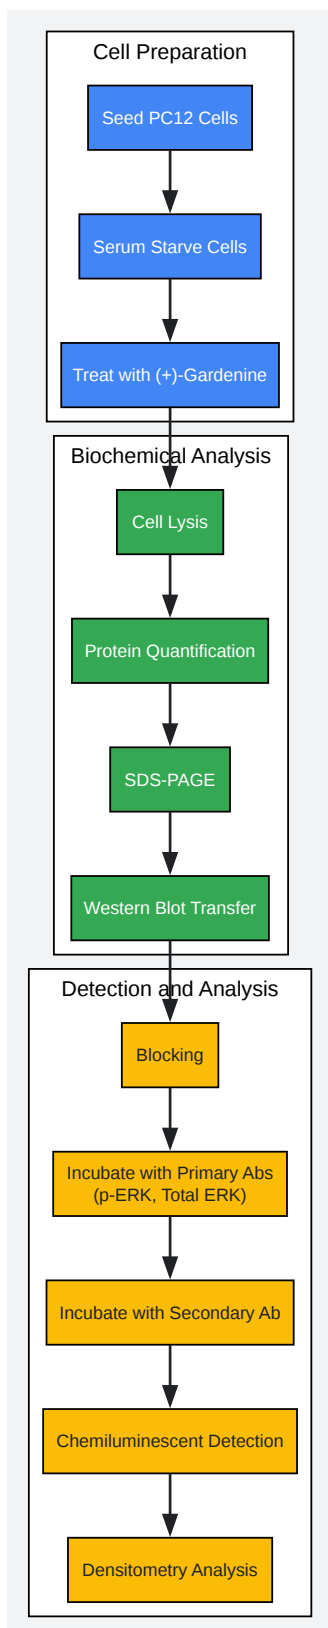 Cell Preparation
Seed PC12 Cells
Serum Starve Cells
Treat with (+)-Gardenine
Biochemical Analysis
Cell Lysis
Protein Quantification
SDS-PAGE
Western Blot Transfer
Detection and Analysis
Blocking
Incubate with Primary Abs
(p-ERK, Total ERK)
Incubate with Secondary Ab
Chemiluminescent Detection
Densitometry Analysis